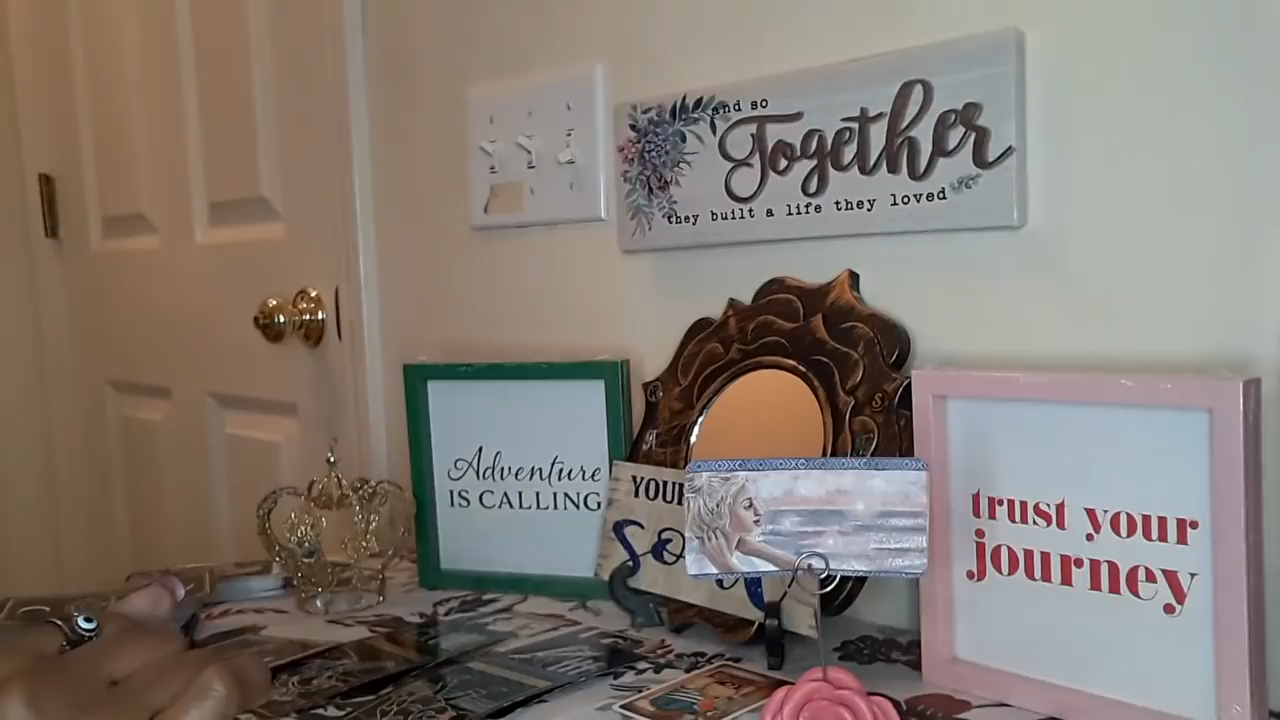 and so
Together
they built a life they loved
Adventure
IS CALLING
YOUR
trust your
journey